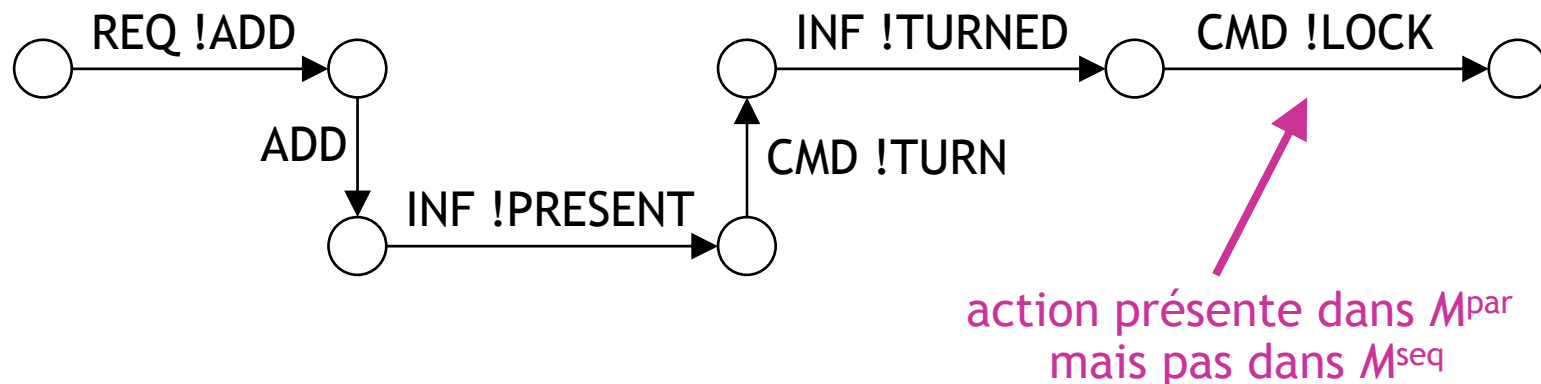 REQ !ADD
INF !TURNED
CMD !LOCK
ADD
CMD !TURN
INF !PRESENT
action présente dans Mpar
mais pas dans Mseq